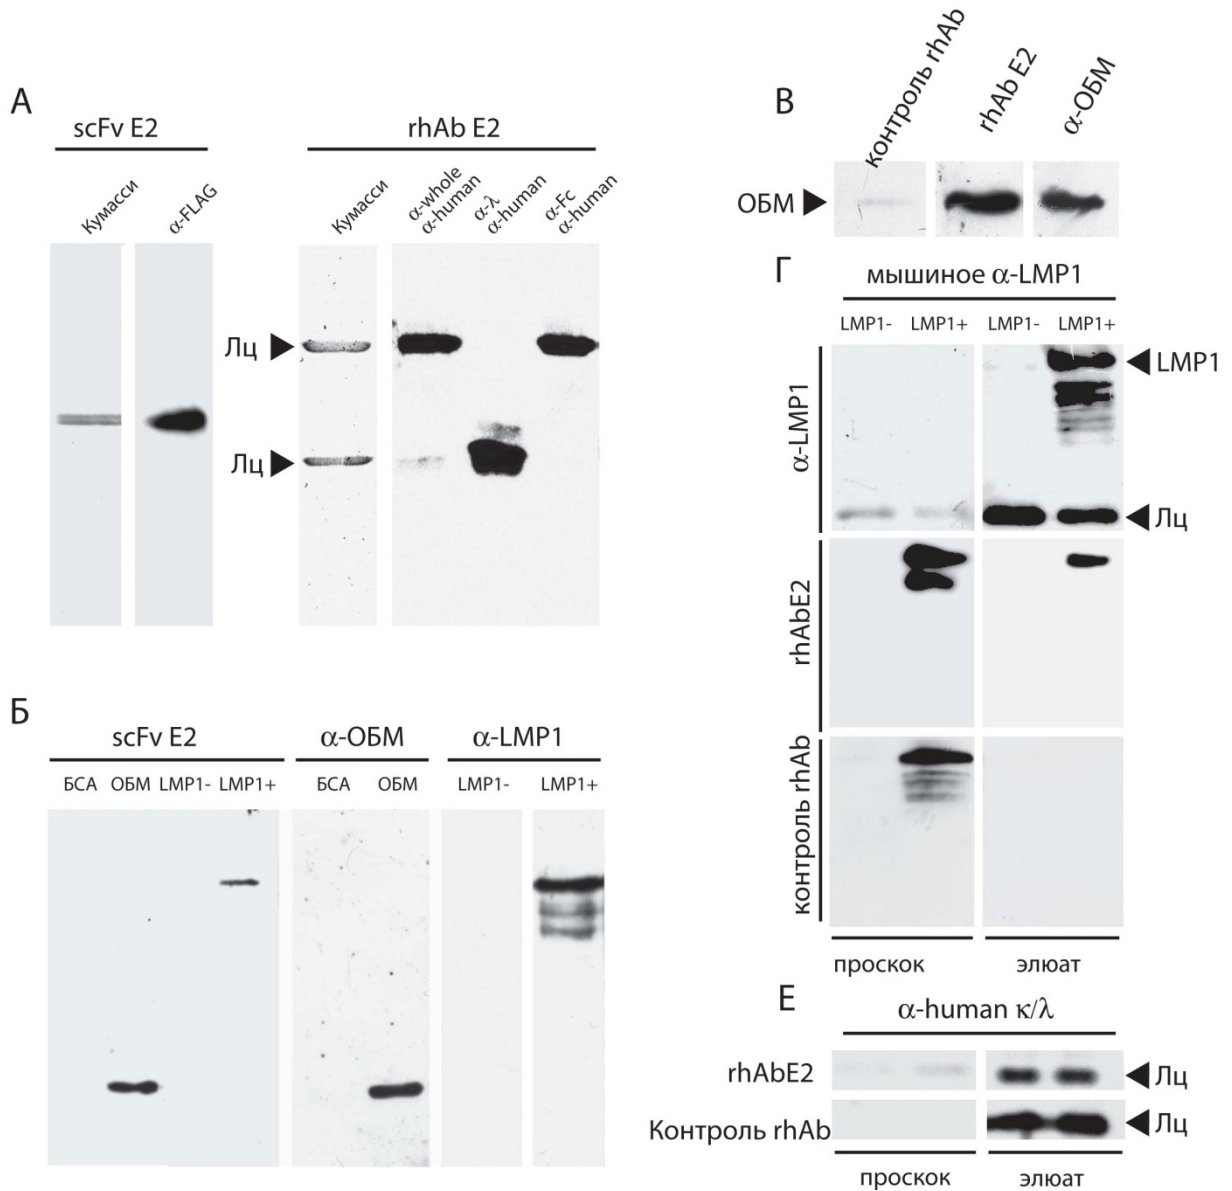 А
scFv E2
rhAb E2
Кумасси
α-FLAG
Кумасси
α-whole
α-human
α-λ
α-human
α-Fc
α-human
Лц
Лц
Б
scFv E2
α-ОБМ
α-LMP1
БСА ОБМ LMP1- LMP1+
БСА ОБМ
LMP1- LMP1+
В
контроль rhAb
rhAb E2
α-ОБМ
ОБМ
Г
мышиное α-LMP1
LMP1- LMP1+ LMP1- LMP1+
α-LMP1
LMP1
Лц
rhAbE2
контроль rhAb
проскок элюат
Е
α-human κ/λ
rhAbE2
Лц
Контроль rhAb
Лц
проскок элюат